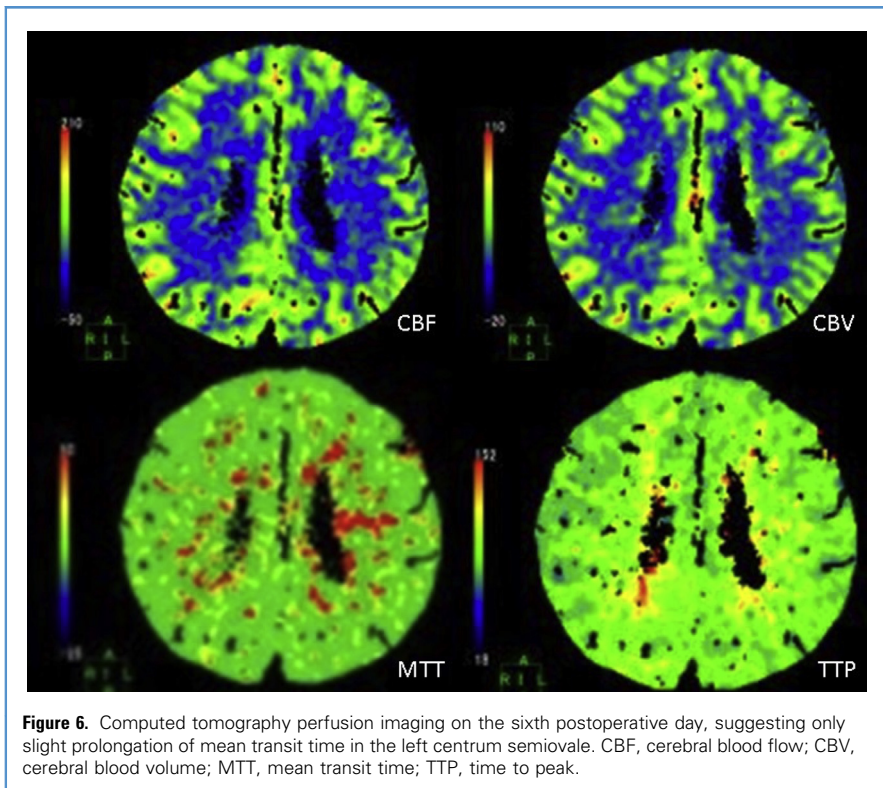 210
110
-50
A
R I L
P
CBF
-20
A
R I L
P
CBV
R I L
MTT
152
18
R I L
TTP
Figure 6. Computed tomography perfusion imaging on the sixth postoperative day, suggesting only
slight prolongation of mean transit time in the left centrum semiovale. CBF, cerebral blood flow; CBV,
cerebral blood volume; MTT, mean transit time; TTP, time to peak.